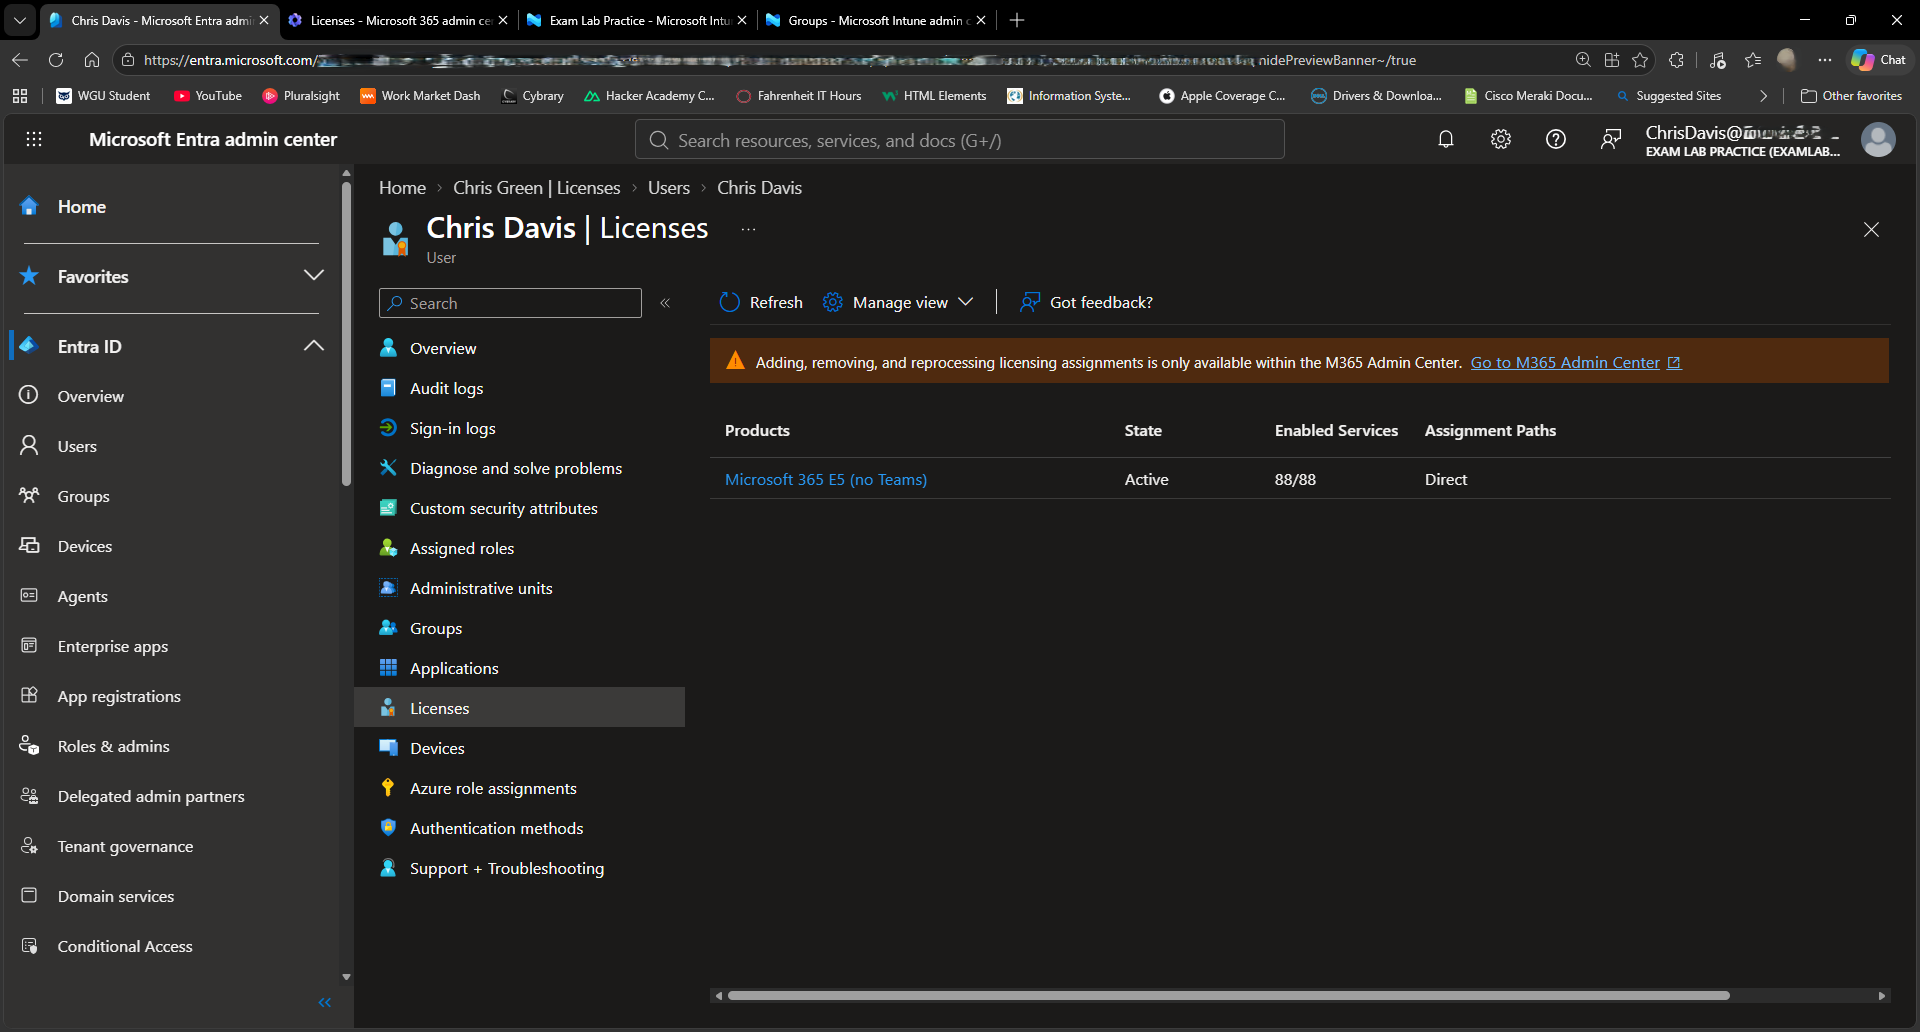 Chris Davis - Microsoft Entra admin
Licenses - Microsoft 365 admin ce
Exam Lab Practice - Microsoft Intu
Groups - Microsoft Intune admin c
https://entra.microsoft.com/
hidePreviewBanner~/true
Chat
WGU Student
YouTube
Pluralsight
Work Market Dash
Cybrary
Hacker Academy C...
Fahrenheit IT Hours
HTML Elements
Information Syste...
Apple Coverage C...
Drivers & Downloa...
Cisco Meraki Docu...
Suggested Sites
Other favorites
Microsoft Entra admin center
Search resources, services, and docs (G+/)
ChrisDavis@
EXAM LAB PRACTICE (EXAMLAB...
Home
Favorites
Entra ID
Overview
Users
Groups
Devices
Agents
Enterprise apps
App registrations
Roles & admins
Delegated admin partners
Tenant governance
Domain services
Conditional Access
Home > Chris Green | Licenses > Users > Chris Davis
Chris Davis | Licenses ...
User
Search
Overview
Audit logs
Sign-in logs
Diagnose and solve problems
Custom security attributes
Assigned roles
Administrative units
Groups
Applications
Licenses
Devices
Azure role assignments
Authentication methods
Support + Troubleshooting
Refresh
Manage view
Got feedback?
Adding, removing, and reprocessing licensing assignments is only available within the M365 Admin Center. Go to M365 Admin Center
Products State Enabled Services Assignment Paths
Microsoft 365 E5 (no Teams) Active 88/88 Direct